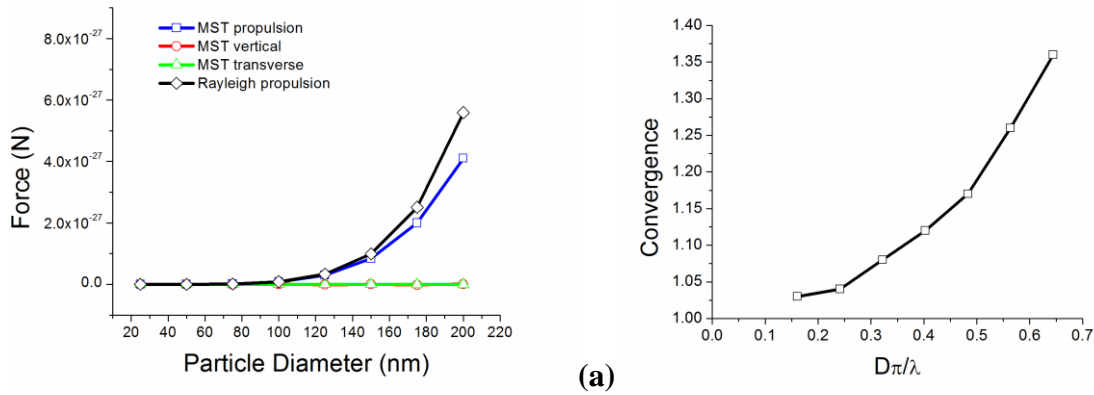 MST propulsion
MST vertical
MST transverse
Rayleigh propulsion
8.0x10⁻²⁷
6.0x10⁻²⁷
4.0x10⁻²⁷
2.0x10⁻²⁷
0.0
Force (N)
20 40 60 80 100 120 140 160 180 200 220
Particle Diameter (nm)
(a)
1.40
1.35
1.30
1.25
1.20
1.15
1.10
1.05
1.00
Convergence
0.0 0.1 0.2 0.3 0.4 0.5 0.6 0.7
Dπ/λ